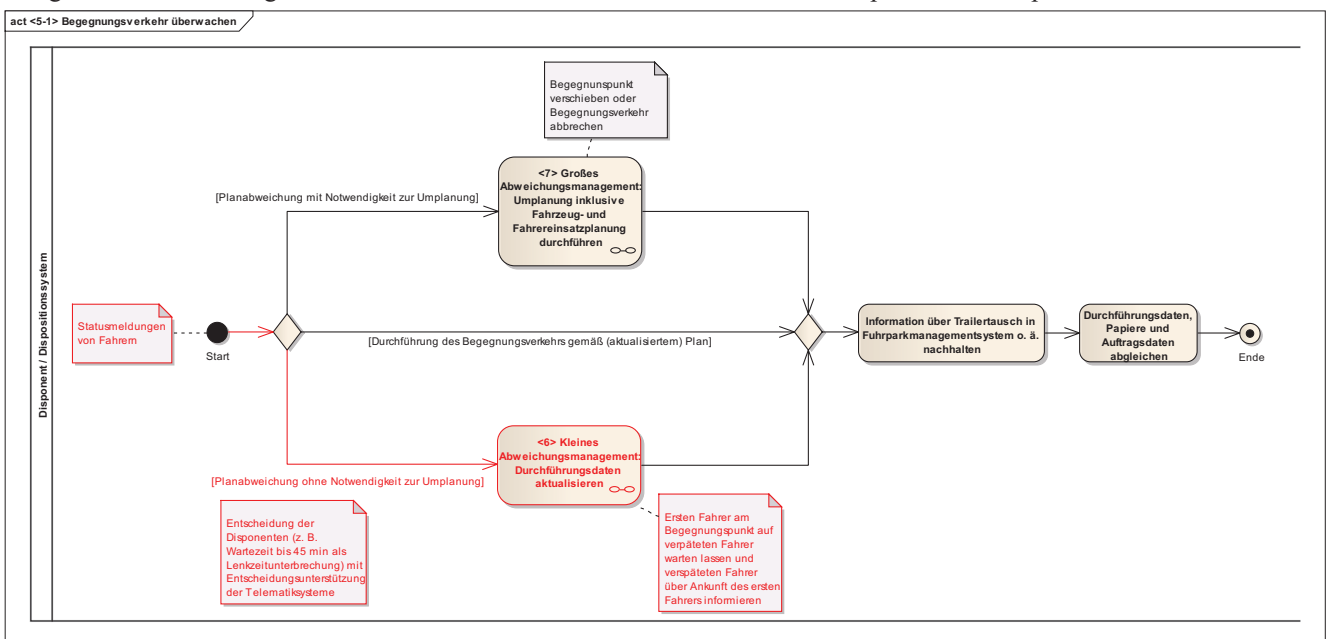 act <5-1> Begegnungsverkehr überwachen
Disponent / Dispositionssystem
Begegnunspunkt
verschieben oder
Begegnungsverkehr
abbrechen
<7> Großes
Abweichungsmanagement:
Umplanung inklusive
Fahrzeug- und
Fahrereinsatzplanung
durchführen
[Planabweichung mit Notwendigkeit zur Umplanung]
Statusmeldungen
von Fahrern
Start
[Durchführung des Begegnungsverkehrs gemäß (aktualisiertem) Plan]
Information über Trailertausch in
Fuhrparkmanagementsystem o. ä.
nachhalten
Durchführungsdaten,
Papiere und
Auftragsdaten
abgleichen
Ende
<6> Kleines
Abweichungsmanagement:
Durchführungsdaten
aktualisieren
[Planabweichung ohne Notwendigkeit zur Umplanung]
Entscheidung der
Disponenten (z. B.
Wartezeit bis 45 min als
Lenkzeitunterbrechung) mit
Entscheidungsunterstützung
der Telematiksysteme
Ersten Fahrer am
Begegnungspunkt auf
verpäteten Fahrer
warten lassen und
verspäteten Fahrer
über Ankunft des ersten
Fahrers informieren